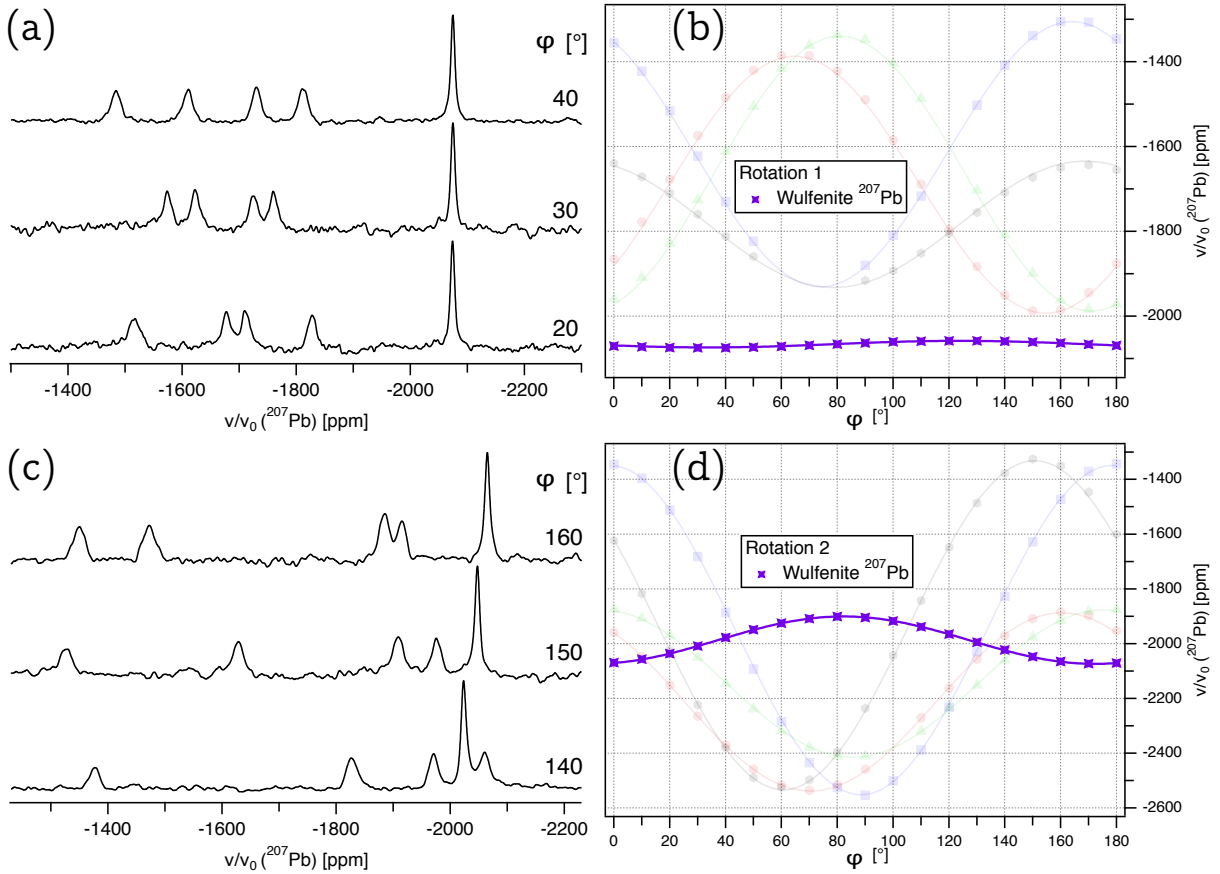 (a)
φ [°]
40
30
20
-1400 -1600 -1800 -2000 -2200
ν/ν₀ (²⁰⁷Pb) [ppm]
(b)
Rotation 1
Wulfenite ²⁰⁷Pb
-1400
-1600
-1800
-2000
ν/ν₀ (²⁰⁷Pb) [ppm]
0 20 40 60 80 100 120 140 160 180
φ [°]
(c)
φ [°]
160
150
140
-1400 -1600 -1800 -2000 -2200
ν/ν₀ (²⁰⁷Pb) [ppm]
(d)
Rotation 2
Wulfenite ²⁰⁷Pb
-1400
-1600
-1800
-2000
-2200
-2400
-2600
ν/ν₀ (²⁰⁷Pb) [ppm]
0 20 40 60 80 100 120 140 160 180
φ [°]